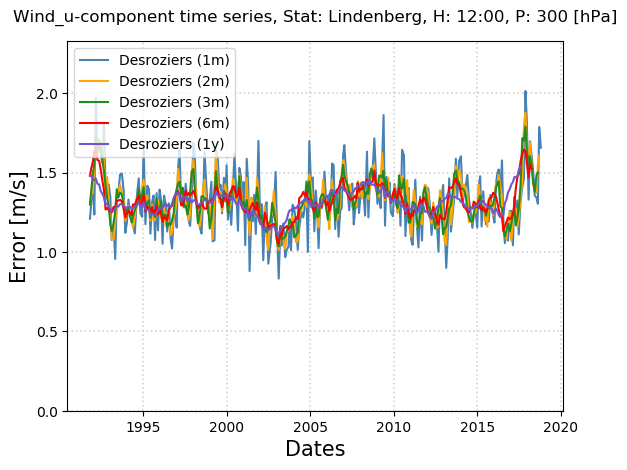 Wind_u-component time series, Stat: Lindenberg, H: 12:00, P: 300 [hPa]
Desroziers (1m)
Desroziers (2m)
Desroziers (3m)
Desroziers (6m)
Desroziers (1y)
Error [m/s]
2.0
1.5
1.0
0.5
0.0
1995 2000 2005 2010 2015 2020
Dates